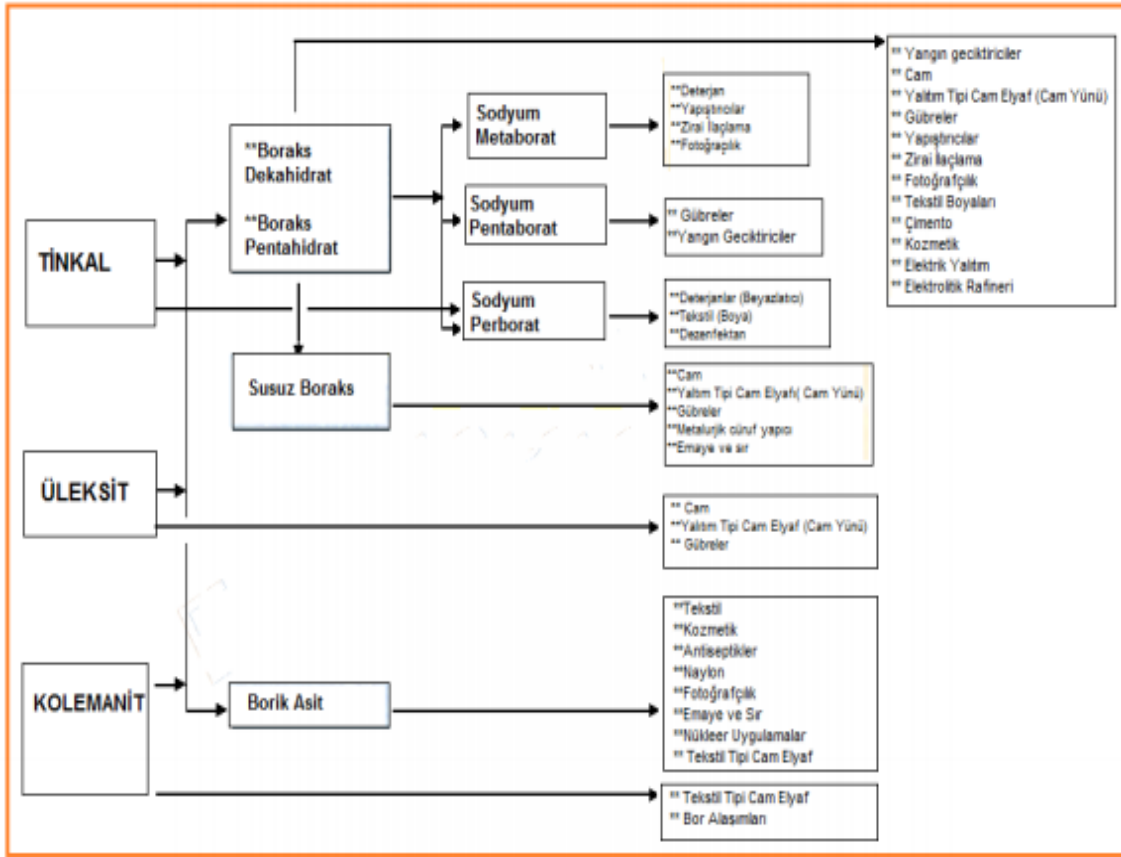 ** Yangın geciktiriciler
** Cam
** Yalıtım Tipi Cam Elyaf (Cam Yünü)
** Gübreler
** Yapıştırıcılar
** Zirai İlaçlama
** Fotoğrafçılık
** Tekstil Boyaları
** Çimento
** Kozmetik
** Elektrik Yalıtım
** Elektrolitik Rafineri
TİNKAL
**Boraks
Dekahidrat
**Boraks
Pentahidrat
Sodyum
Metaborat
**Deterjan
**Yapıştırıcılar
**Zirai İlaçlama
**Fotoğraçılık
Sodyum
Pentaborat
** Gübreler
**Yangın Geciktiriciler
Sodyum
Perborat
**Deterjanlar (Beyazlatıcı)
**Tekstil (Boya)
**Dezenfektan
Susuz Boraks
**Cam
**Yalıtım Tipi Cam Elyafı( Cam Yünü)
**Gübreler
**Metalurjik cüruf yapıcı
**Emaye ve sır
ÜLEKSİT
** Cam
**Yalıtım Tipi Cam Elyaf (Cam Yünü)
** Gübreler
KOLEMANİT
Borik Asit
**Tekstil
**Kozmetik
**Antiseptikler
**Naylon
**Fotoğrafçılık
**Emaye ve Sır
**Nükleer Uygulamalar
** Tekstil Tipi Cam Elyaf
** Tekstil Tipi Cam Elyaf
** Bor Alaşımları